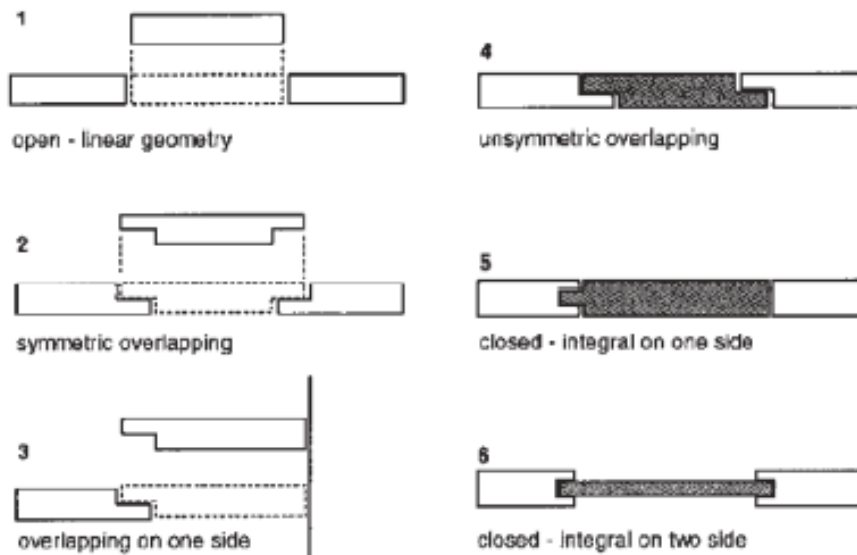 1
open - linear geometry
2
symmetric overlapping
3
overlapping on one side
4
unsymmetric overlapping
5
closed - integral on one side
6
closed - integral on two side